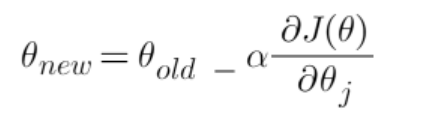 θ_new = θ_old − α ∂J(θ)/∂θ_j